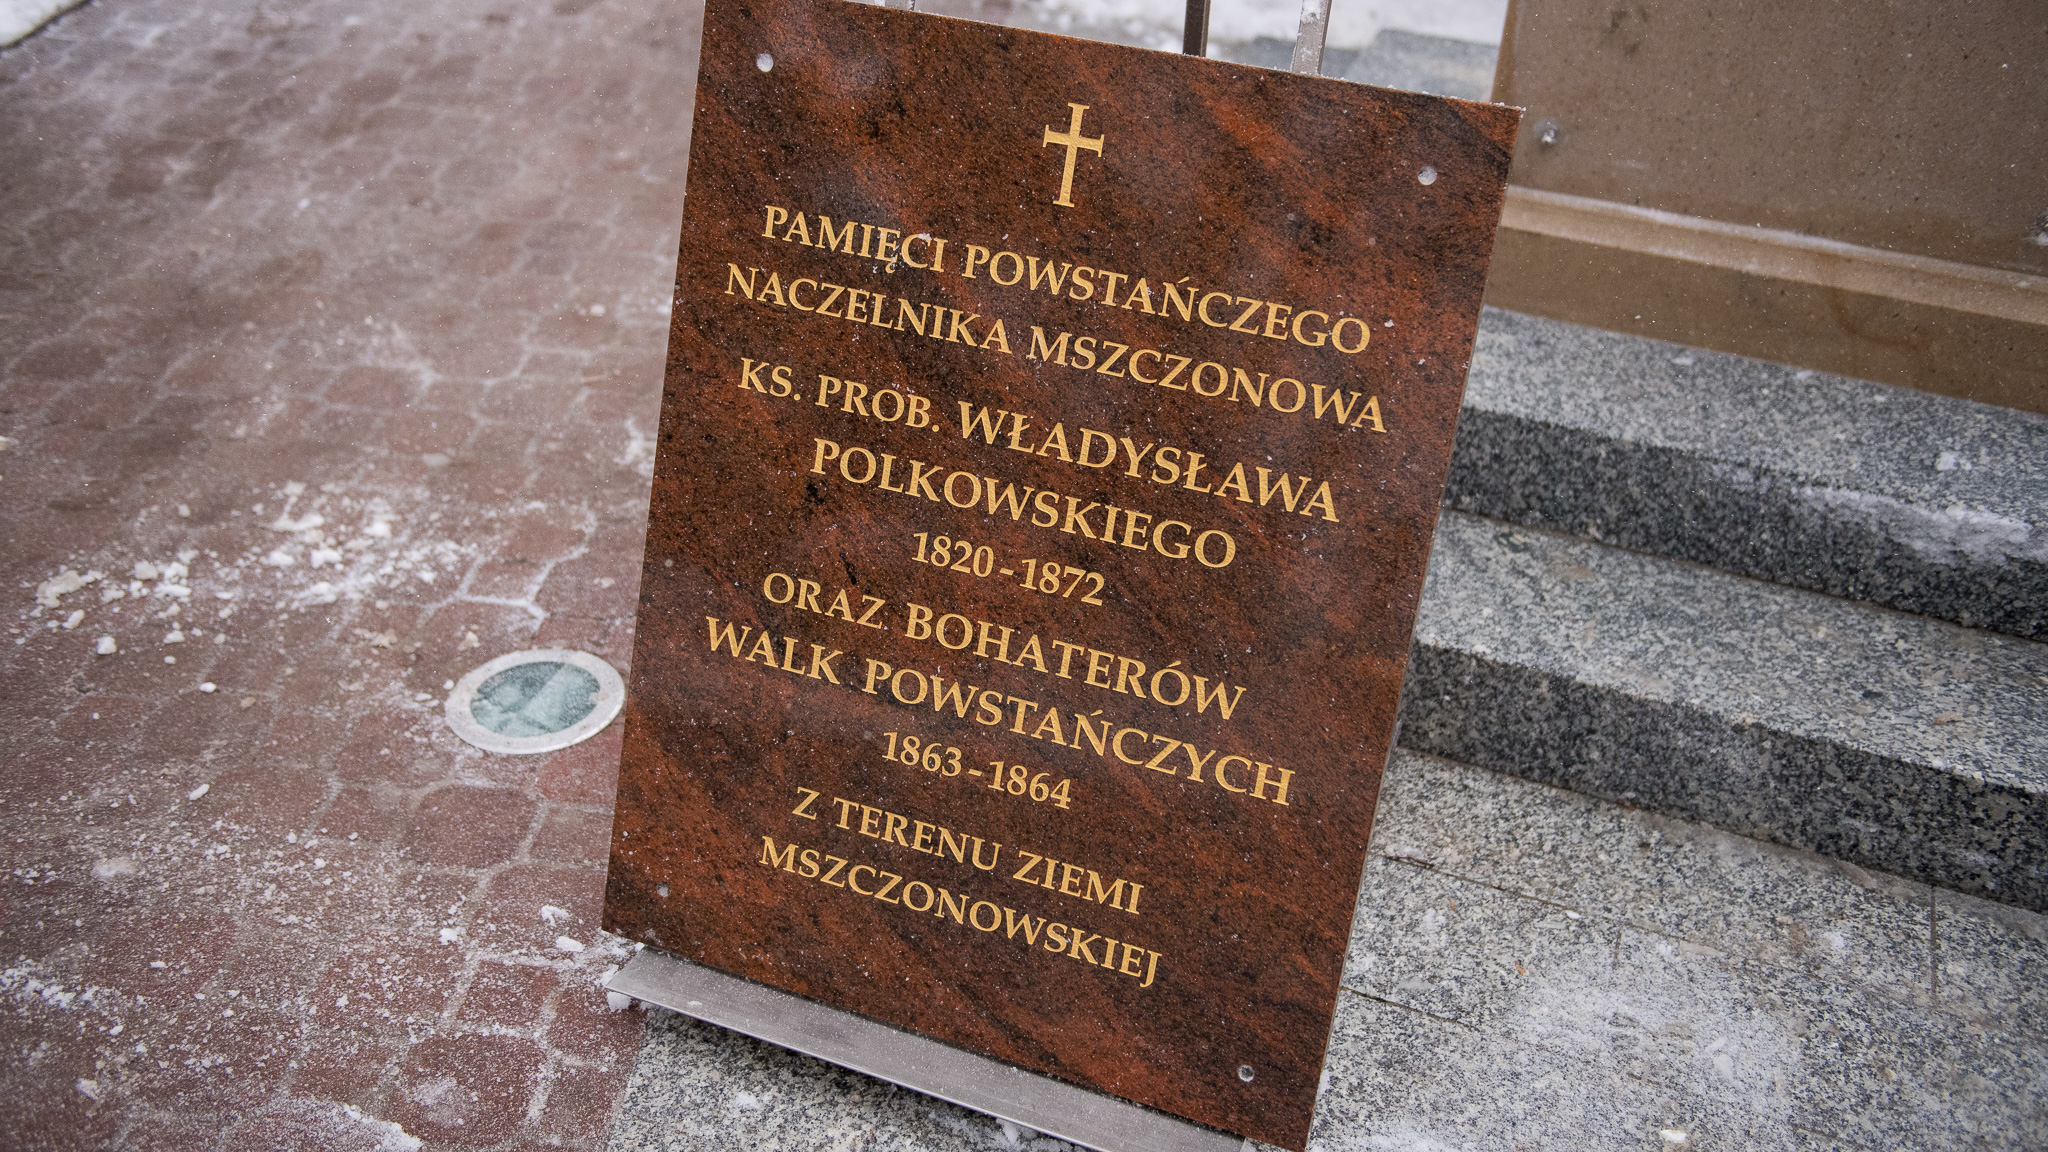 PAMIĘCI POWSTAŃCZEGO
NACZELNIKA MSZCZONOWA
KS. PROB. WŁADYSŁAWA
POLKOWSKIEGO
1820-1872
ORAZ BOHATERÓW
WALK POWSTAŃCZYCH
1863-1864
Z TERENU ZIEMI
MSZCZONOWSKIEJ